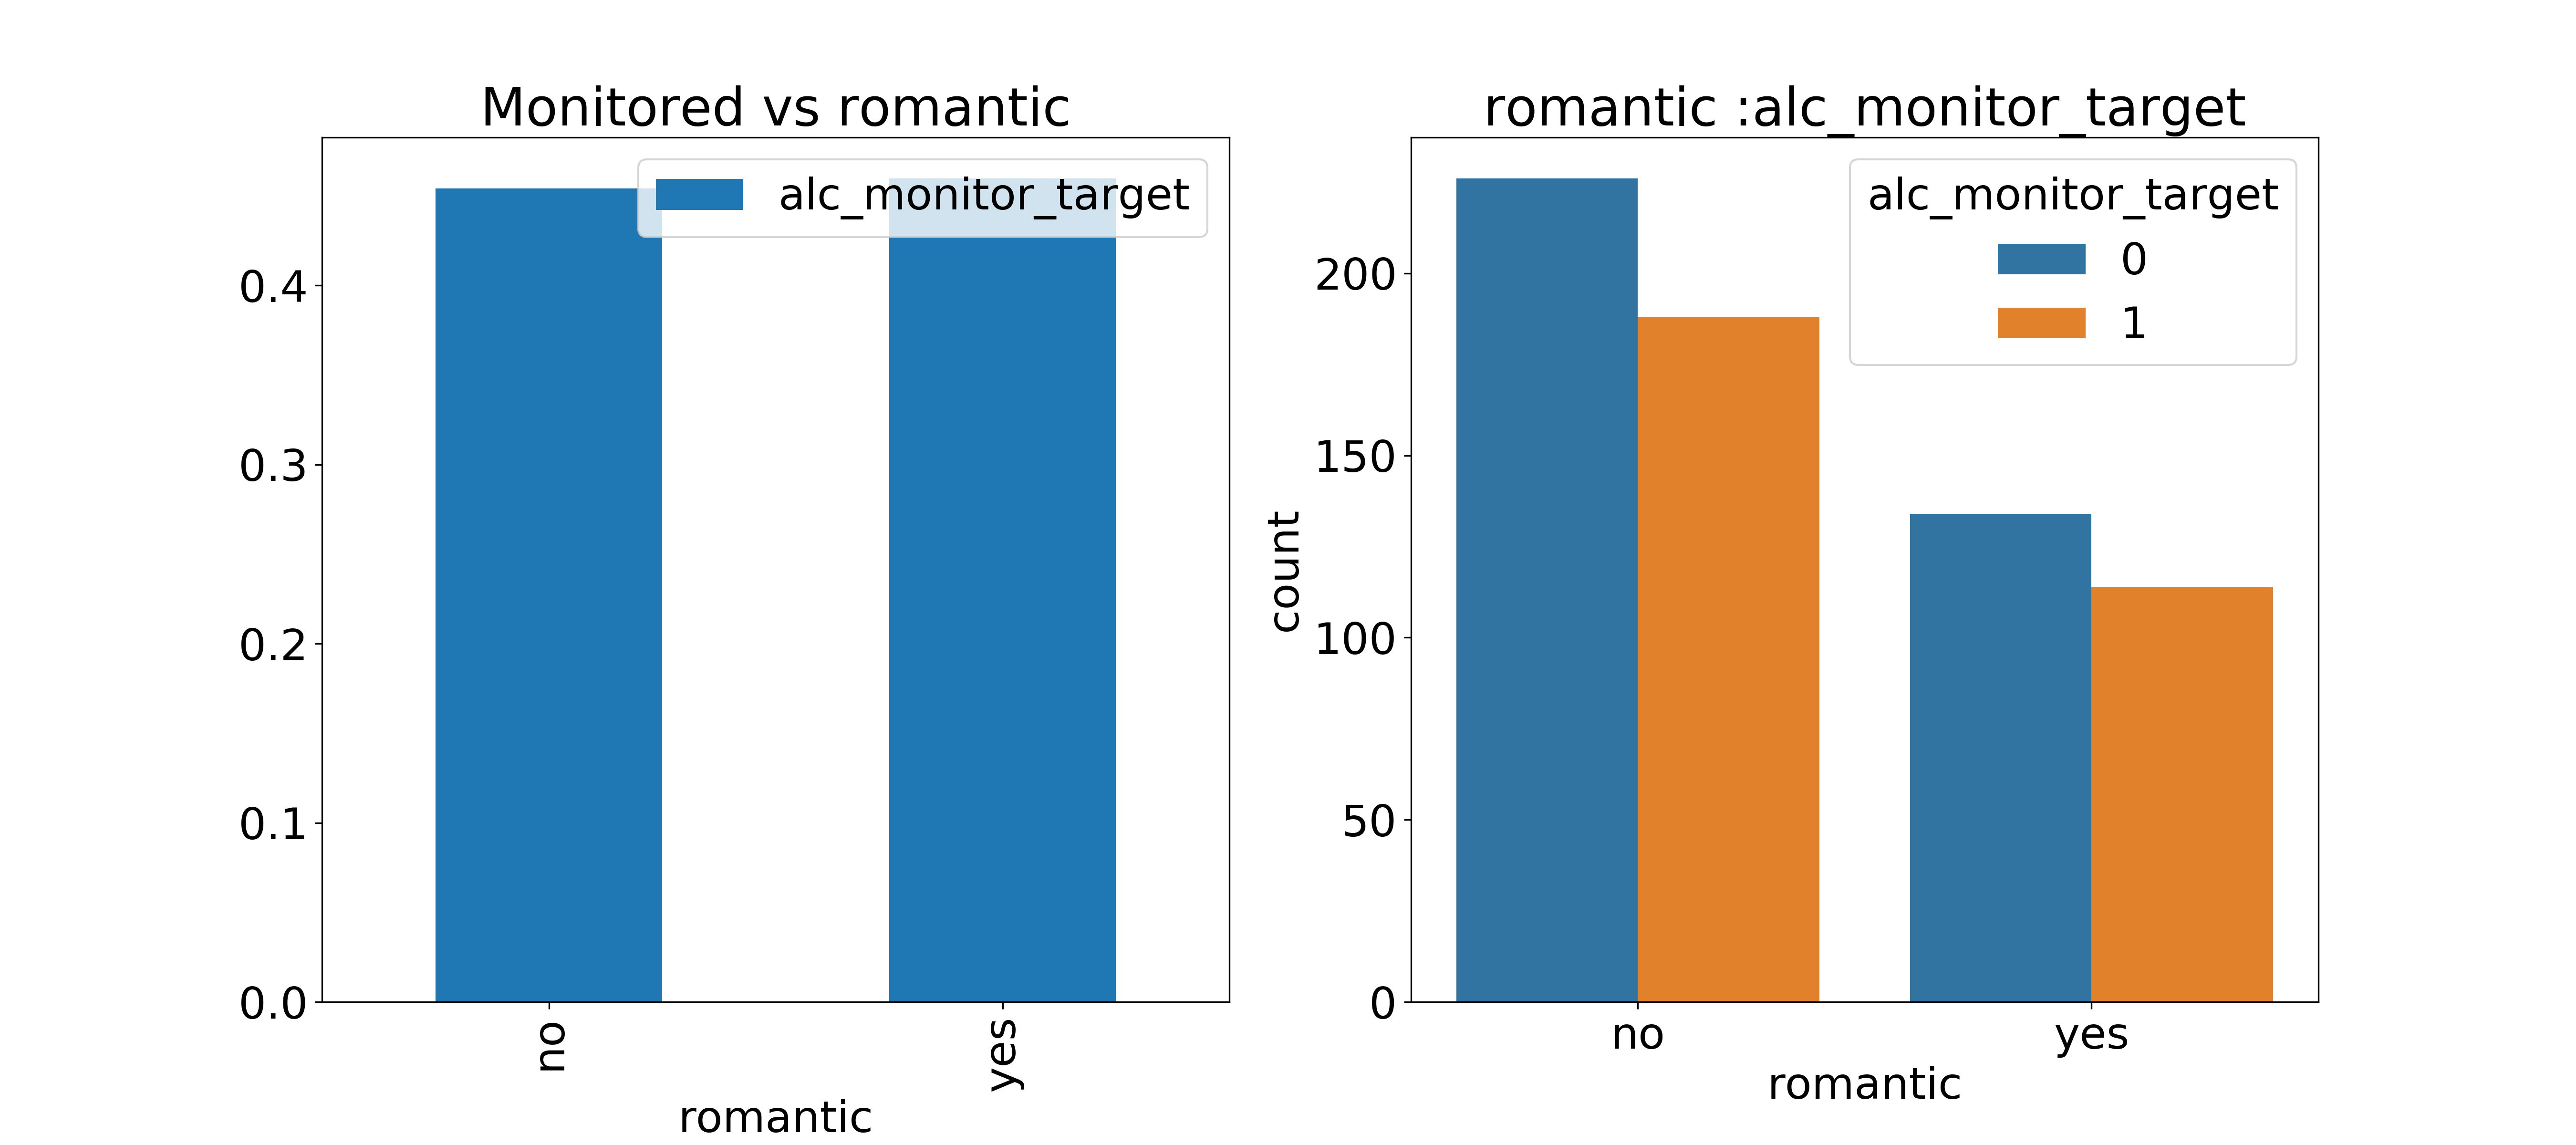 Monitored vs romantic
alc_monitor_target
0.4
0.3
0.2
0.1
0.0
no
yes
romantic
romantic :alc_monitor_target
alc_monitor_target
0
1
200
150
100
50
0
count
no
yes
romantic